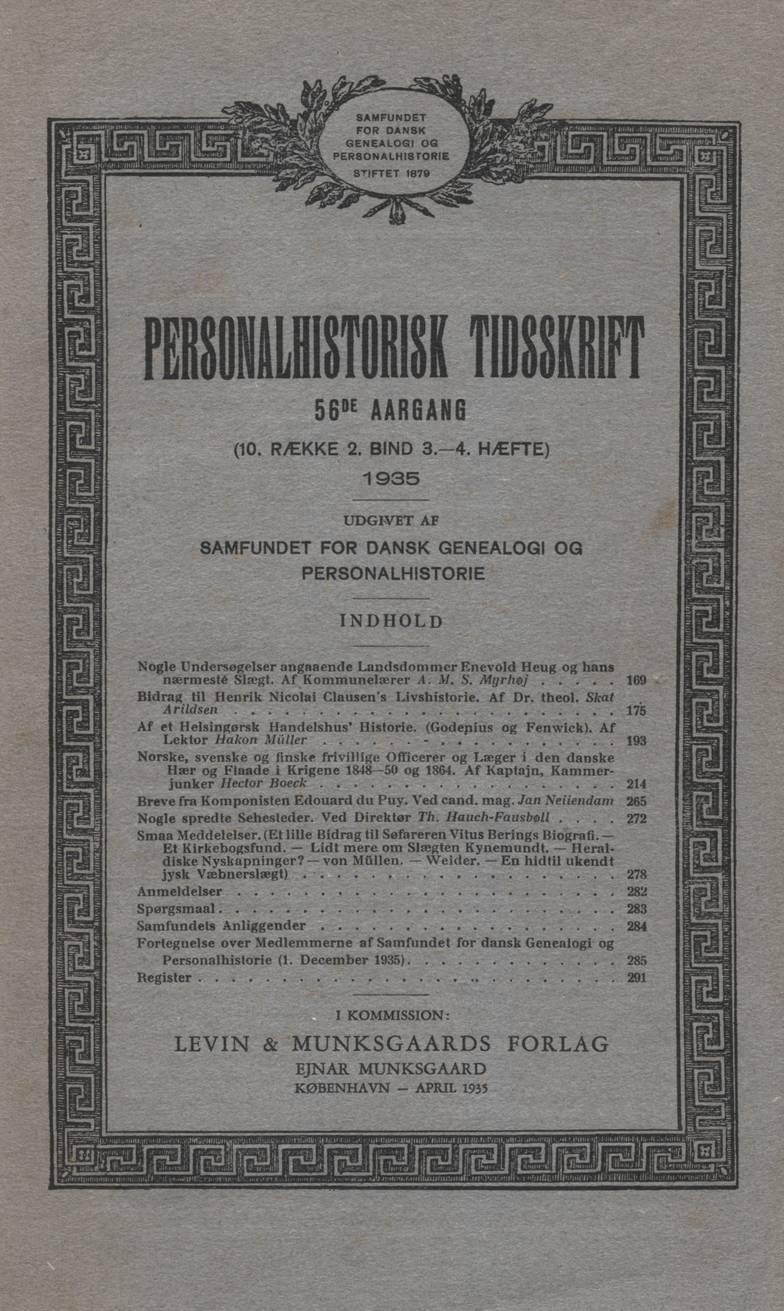 SAMFUNDET
FOR DANSK
GENEALOGI OG
PERSONALHISTORIE
STIFTET 1879
PERSONALHISTORISK TIDSSKRIFT
56DE AARGANG
(10. RÆKKE 2. BIND 3.—4. HÆFTE)
1935
UDGIVET AF
SAMFUNDET FOR DANSK GENEALOGI OG
PERSONALHISTORIE
INDHOLD
Nogle Undersøgelser angaaende Landsdommer Enevold Heug og hans
nærmeste Slægt. Af Kommunelærer A. M. S. Myrhøj . . . . . 169
Bidrag til Henrik Nicolai Clausen's Livshistorie. Af Dr. theol. Skat
Arildsen . . . . . . . . . . . . . . . . . . 175
Af et Helsingørsk Handelshus' Historie. (Godenius og Fenwick). Af
Lektor Hakon Müller . . . . . . . . . . . . . . 193
Norske, svenske og finske frivillige Officerer og Læger i den danske
Hær og Flaade i Krigene 1848—50 og 1864. Af Kaptajn, Kammer-
junker Hector Boeck . . . . . . . . . . . . . . 214
Breve fra Komponisten Edouard du Puy. Ved cand. mag. Jan Neiiendam 265
Nogle spredte Sehesteder. Ved Direktør Th. Hauch-Fausbøll . . . . 272
Smaa Meddelelser. (Et lille Bidrag til Søfareren Vitus Berings Biografi. —
Et Kirkebogsfund. — Lidt mere om Slægten Kynemundt. — Heral-
diske Nyskapninger? — von Müllen. — Welder. — En hidtil ukendt
jysk Væbnerslægt) . . . . . . . . . . . . . . . 278
Anmeldelser . . . . . . . . . . . . . . . . . . 282
Spørgsmaal . . . . . . . . . . . . . . . . . . . 283
Samfundets Anliggender . . . . . . . . . . . . . . 284
Fortegnelse over Medlemmerne af Samfundet for dansk Genealogi og
Personalhistorie (1. December 1935) . . . . . . . . . . 285
Register . . . . . . . . . . . . . . . . . . . . 291
I KOMMISSION:
LEVIN & MUNKSGAARDS FORLAG
EJNAR MUNKSGAARD
KØBENHAVN — APRIL 1935